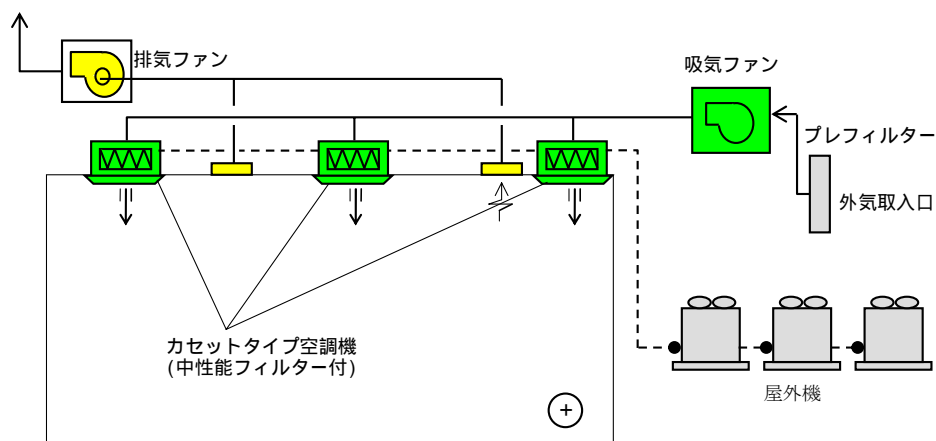 排気ファン
吸気ファン
プレフィルター
外気取入口
カセットタイプ空調機
(中性能フィルター付)
屋外機
+